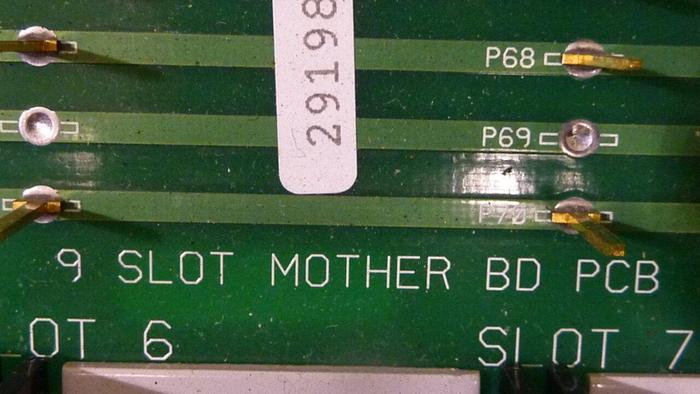 29198
P68
P69
P70
9 SLOT MOTHER BD PCB
OT 6
SLOT 7